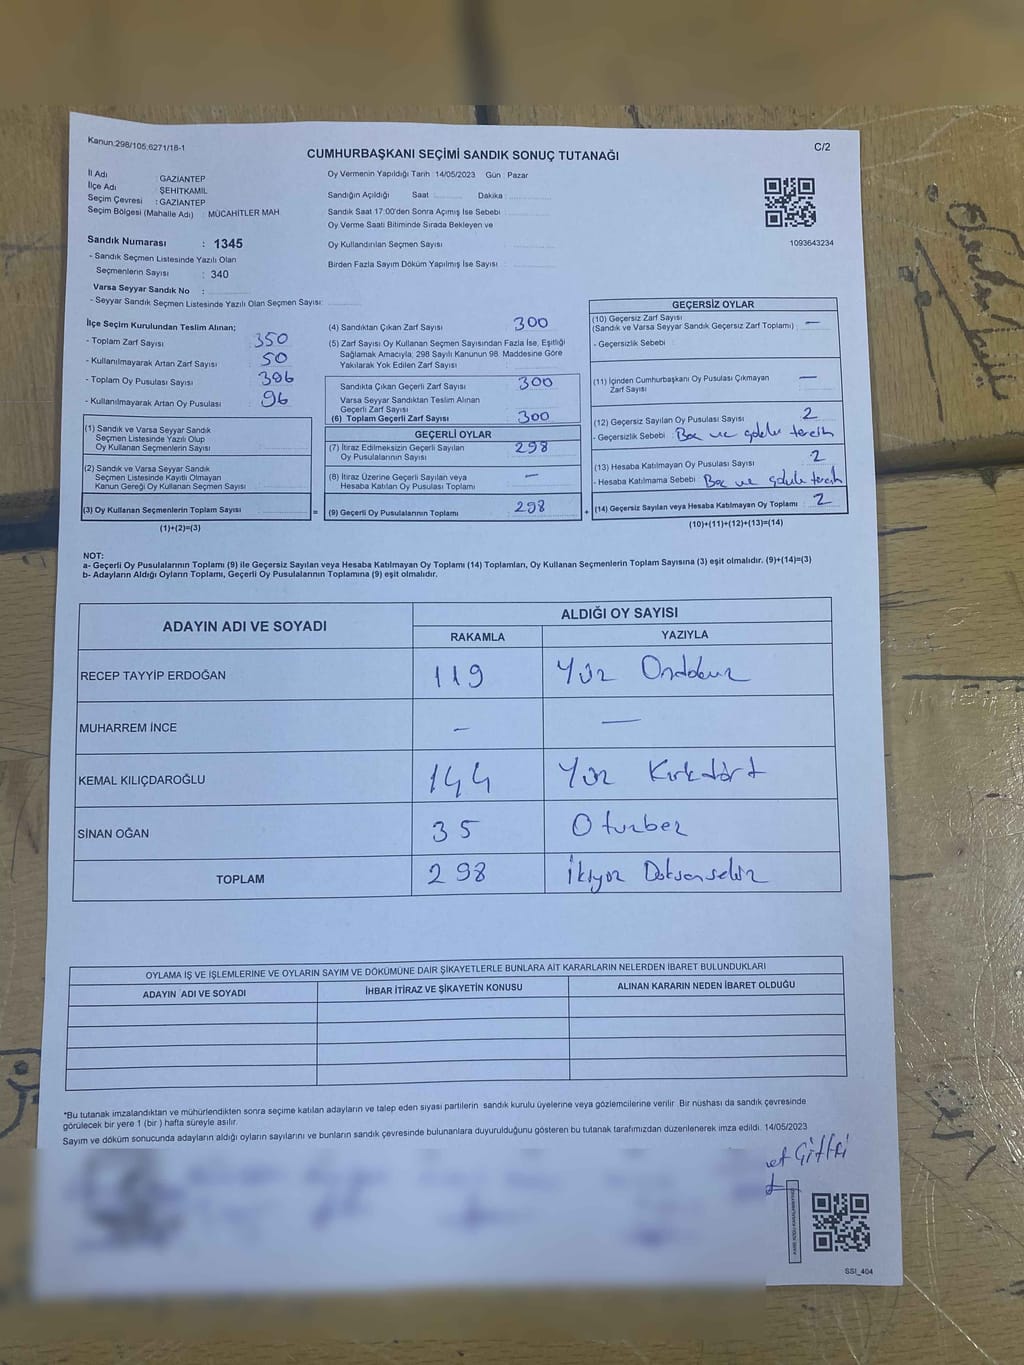 Kanun:298/105;6271/18-1
C/2
CUMHURBAŞKANI SEÇİMİ SANDIK SONUÇ TUTANAĞI
İl Adı : GAZİANTEP
İlçe Adı : ŞEHİTKAMİL
Seçim Çevresi : GAZİANTEP
Seçim Bölgesi (Mahalle Adı) : MÜCAHİTLER MAH
Sandık Numarası : 1345
- Sandık Seçmen Listesinde Yazılı Olan
Seçmenlerin Sayısı : 340
Varsa Seyyar Sandık No :
- Seyyar Sandık Seçmen Listesinde Yazılı Olan Seçmen Sayısı:
Oy Vermenin Yapıldığı Tarih :14/05/2023 Gün : Pazar
Sandığın Açıldığı Saat Dakika :
Sandık Saat 17:00'den Sonra Açımış İse Sebebi
Oy Verme Saati Bitiminde Sırada Bekleyen ve
Oy Kullandırılan Seçmen Sayısı :
Birden Fazla Sayım Döküm Yapılmış İse Sayısı :
1093643234
İlçe Seçim Kurulundan Teslim Alınan;
- Toplam Zarf Sayısı : 350
- Kullanılmayarak Artan Zarf Sayısı : 50
- Toplam Oy Pusulası Sayısı : 396
- Kullanılmayarak Artan Oy Pusulası : 96
(1) Sandık ve Varsa Seyyar Sandık
Seçmen Listesinde Yazılı Olup
Oy Kullanan Seçmenlerin Sayısı :
(2) Sandık ve Varsa Seyyar Sandık
Seçmen Listesinde Kayıtlı Olmayan
Kanun Gereği Oy Kullanan Seçmen Sayısı :
(3) Oy Kullanan Seçmenlerin Toplam Sayısı :
(1)+(2)=(3)
=
(4) Sandıktan Çıkan Zarf Sayısı : 300
(5) Zarf Sayısı Oy Kullanan Seçmen Sayısından Fazla İse, Eşitliği
Sağlamak Amacıyla; 298 Sayılı Kanunun 98. Maddesine Göre
Yakılarak Yok Edilen Zarf Sayısı :
Sandıkta Çıkan Geçerli Zarf Sayısı : 300
Varsa Seyyar Sandıktan Teslim Alınan
Geçerli Zarf Sayısı :
(6) Toplam Geçerli Zarf Sayısı : 300
GEÇERLİ OYLAR
(7) İtiraz Edilmeksizin Geçerli Sayılan
Oy Pusulalarının Sayısı : 298
(8) İtiraz Üzerine Geçerli Sayılan veya
Hesaba Katılan Oy Pusulası Toplamı : —
(9) Geçerli Oy Pusulalarının Toplamı : 298
+
GEÇERSİZ OYLAR
(10) Geçersiz Zarf Sayısı
(Sandık ve Varsa Seyyar Sandık Geçersiz Zarf Toplamı) : —
- Geçersizlik Sebebi :
(11) İçinden Cumhurbaşkanı Oy Pusulası Çıkmayan
Zarf Sayısı : —
(12) Geçersiz Sayılan Oy Pusulası Sayısı : 2
- Geçersizlik Sebebi : Boş ve tercih
(13) Hesaba Katılmayan Oy Pusulası Sayısı : 2
- Hesaba Katılmama Sebebi : Boş ve tercih
(14) Geçersiz Sayılan veya Hesaba Katılmayan Oy Toplamı : 2
(10)+(11)+(12)+(13)=(14)
NOT:
a- Geçerli Oy Pusulalarının Toplamı (9) ile Geçersiz Sayılan veya Hesaba Katılmayan Oy Toplamı (14) Toplamları, Oy Kullanan Seçmenlerin Toplam Sayısına (3) eşit olmalıdır. (9)+(14)=(3)
b- Adayların Aldığı Oyların Toplamı, Geçerli Oy Pusulalarının Toplamına (9) eşit olmalıdır.
ADAYIN ADI VE SOYADI ALDIĞI OY SAYISI
RAKAMLA YAZIYLA
RECEP TAYYİP ERDOĞAN 119 Yüz Ondokuz
MUHARREM İNCE — —
KEMAL KILIÇDAROĞLU 144 Yüz Kırkdört
SİNAN OĞAN 35 Otuzbeş
TOPLAM 298 İkiyüz Doksansekiz
OYLAMA İŞ VE İŞLEMLERİNE VE OYLARIN SAYIM VE DÖKÜMÜNE DAİR ŞİKAYETLERLE BUNLARA AİT KARARLARIN NELERDEN İBARET BULUNDUKLARI
ADAYIN ADI VE SOYADI İHBAR İTİRAZ VE ŞİKAYETİN KONUSU ALINAN KARARIN NEDEN İBARET OLDUĞU
*Bu tutanak imzalandıktan ve mühürlendikten sonra seçime katılan adayların ve talep eden siyasi partilerin sandık kurulu üyelerine veya gözlemcilerine verilir. Bir nüshası da sandık çevresinde
görülecek bir yere 1 (bir) hafta süreyle asılır.
Sayım ve döküm sonucunda adayların aldığı oyların sayılarını ve bunların sandık çevresinde bulunanlara duyurulduğunu gösteren bu tutanak tarafımızdan düzenlenerek imza edildi. 14/05/2023
SSI_404